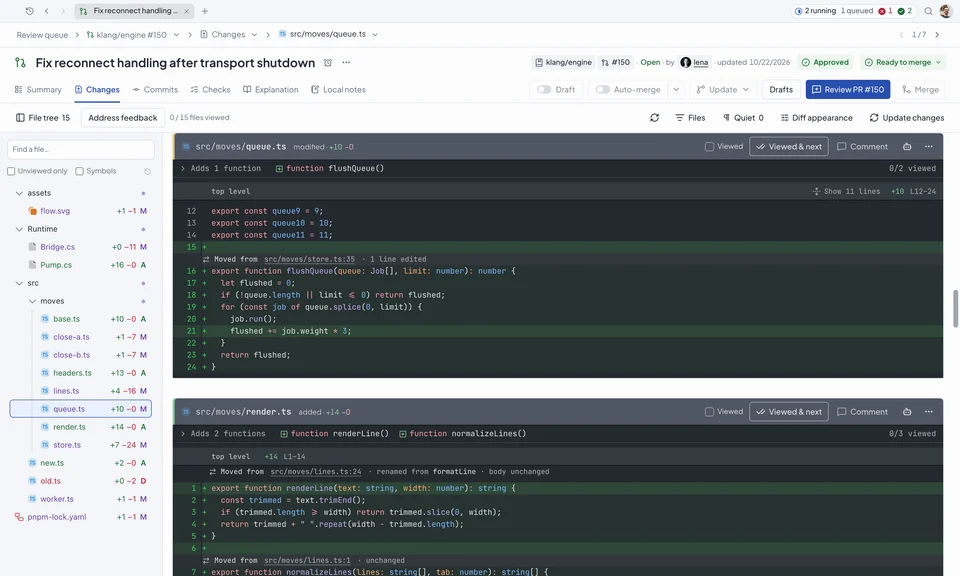 Fix reconnect handling …
2 running 1 queued 1 2
Review queue klang/engine #150 Changes TS src/moves/queue.ts 1/7
Fix reconnect handling after transport shutdown
klang/engine #150 · Open · by lena · updated 10/22/2026 Approved Ready to merge
Summary Changes Commits Checks Explanation Local notes
Draft Auto-merge Update Drafts Review PR #150 Merge
File tree 15 Address feedback 0 / 15 files viewed
Files Quiet 0 Diff appearance Update changes
Find a file…
Unviewed only Symbols
assets
flow.svg +1 −1 M
Runtime
Bridge.cs +0 −11 M
Pump.cs +16 −0 A
src
moves
TS base.ts +10 −0 A
TS close-a.ts +1 −7 M
TS close-b.ts +1 −7 M
TS headers.ts +13 −0 A
TS lines.ts +4 −16 M
TS queue.ts +10 −0 M
TS render.ts +14 −0 A
TS store.ts +7 −24 M
TS new.ts +2 −0 A
TS old.ts +0 −2 D
TS worker.ts +1 −1 M
pnpm-lock.yaml +1 −1 M
TS src/moves/queue.ts modified · +10 −0 Viewed Viewed & next Comment
Adds 1 function function flushQueue() 0/2 viewed
top level Show 11 lines +10 L12–24
12 export const queue9 = 9;
13 export const queue10 = 10;
14 export const queue11 = 11;
15 +
Moved from src/moves/store.ts:35 · 1 line edited
16 + export function flushQueue(queue: Job[], limit: number): number {
17 + let flushed = 0;
18 + if (!queue.length || limit <= 0) return flushed;
19 + for (const job of queue.splice(0, limit)) {
20 + job.run();
21 + flushed += job.weight * 3;
22 + }
23 + return flushed;
24 + }
TS src/moves/render.ts added · +14 −0 Viewed Viewed & next Comment
Adds 2 functions function renderLine() function normalizeLines() 0/3 viewed
top level +14 L1–14
Moved from src/moves/lines.ts:24 · renamed from formatLine · body unchanged
1 + export function renderLine(text: string, width: number): string {
2 + const trimmed = text.trimEnd();
3 + if (trimmed.length >= width) return trimmed.slice(0, width);
4 + return trimmed + " ".repeat(width - trimmed.length);
5 + }
6 +
Moved from src/moves/lines.ts:1 · unchanged
7 + export function normalizeLines(lines: string[], tab: number): string[] {